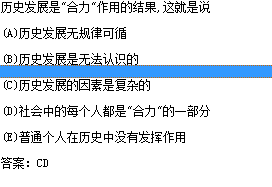 历史发展是"合力"作用的结果,这就是说
(A)历史发展无规律可循
(B)历史发展是无法认识的
(C)历史发展的因素是复杂的
(D)社会中的每个人都是"合力"的一部分
(E)普通个人在历史中没有发挥作用
答案: CD